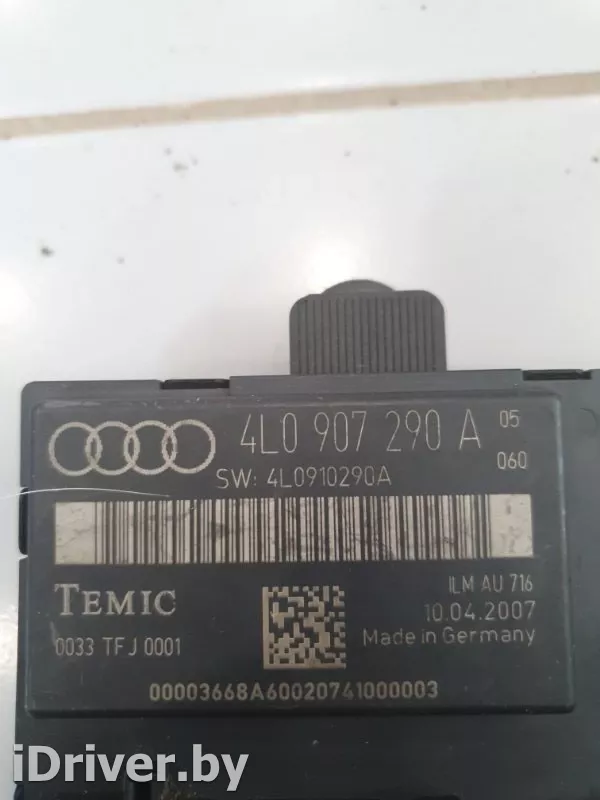 4L0 907 290 A 05
SW: 4L0910290A 060
TEMIC
ILM AU 716
10.04.2007
0033 TFJ 0001
Made in Germany
00003668A60020741000003
iDriver.by